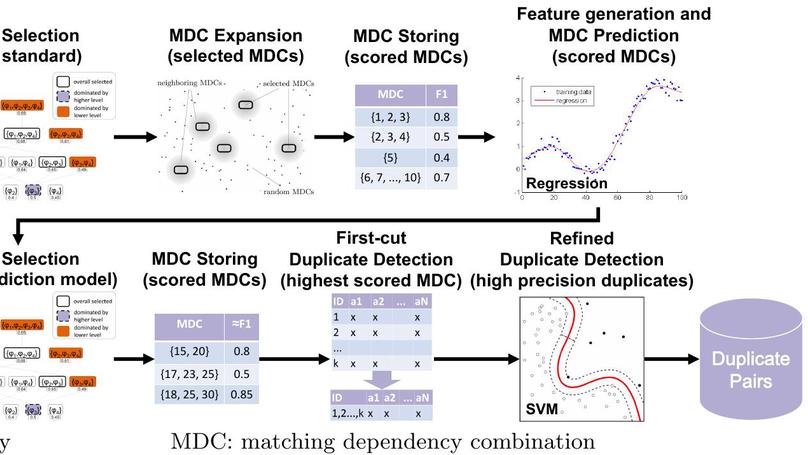 Selection
standard)
MDC Expansion
(selected MDCs)
MDC Storing
(scored MDCs)
Feature generation and
MDC Prediction
(scored MDCs)
overall selected
dominated by
higher level
dominated by
lower level
neighboring MDCs
selected MDCs
random MDCs
MDC F1
{1, 2, 3} 0.8
{2, 3, 4} 0.5
{5} 0.4
{6, 7, ..., 10} 0.7
training data
regression
4
3
2
1
0
-1
0 20 40 60 80 100
Regression
Selection
diction model)
MDC Storing
(scored MDCs)
First-cut
Duplicate Detection
(highest scored MDC)
Refined
Duplicate Detection
(high precision duplicates)
overall selected
dominated by
higher level
dominated by
lower level
MDC ≈F1
{15, 20} 0.8
{17, 23, 25} 0.5
{18, 25, 30} 0.85
ID a1 a2 ... aN
1 x x x
2 x x x
...
k x x x
ID a1 a2 ... aN
1,2...,k x x x
SVM
Duplicate
Pairs
y
MDC: matching dependency combination